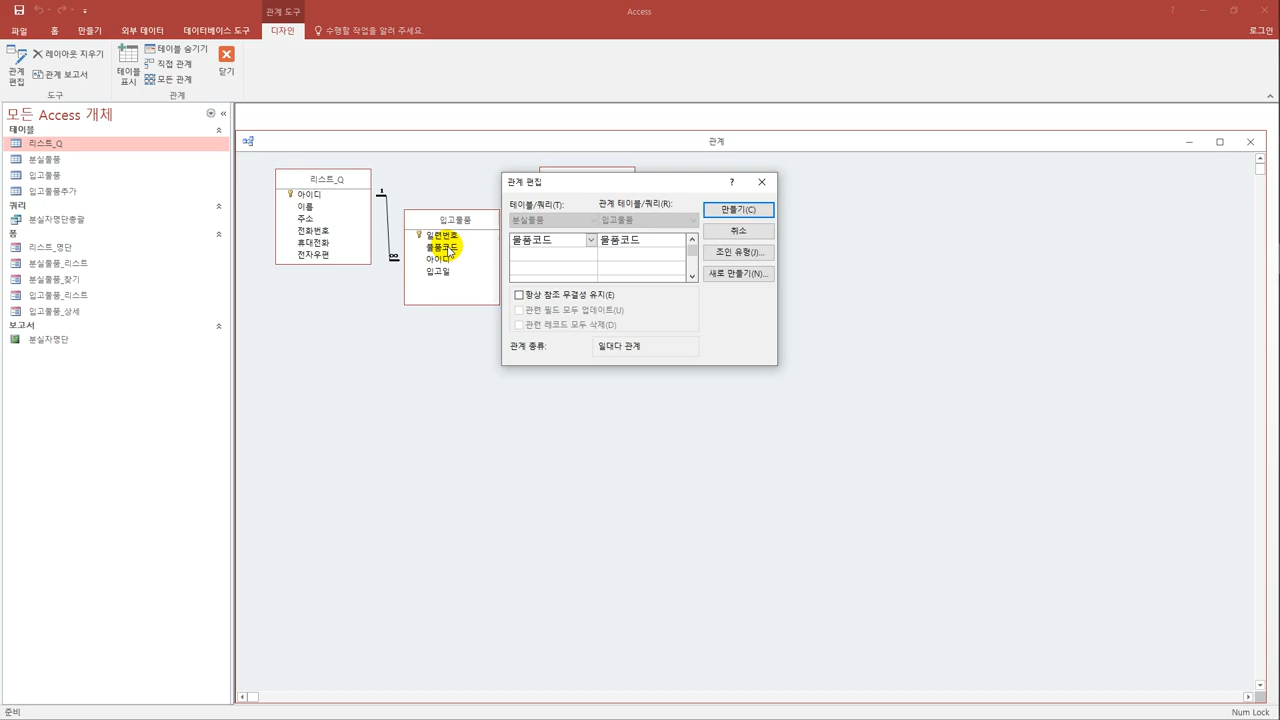 관계 도구
Access
로그인
파일
홈
만들기
외부 데이터
데이터베이스 도구
디자인
수행할 작업을 알려 주세요.
관계 편집
레이아웃 지우기
관계 보고서
도구
테이블 표시
테이블 숨기기
직접 관계
모든 관계
닫기
관계
모든 Access 개체
테이블
리스트_Q
분실물품
입고물품
입고물품추가
쿼리
분실자명단총괄
폼
리스트_명단
분실물품_리스트
분실물품_찾기
입고물품_리스트
입고물품_상세
보고서
분실자명단
관계
리스트_Q
아이디
이름
주소
전화번호
휴대전화
전자우편
1
∞
입고물품
일련번호
물품코드
아이디
입고일
관계 편집
?
테이블/쿼리(T):
관계 테이블/쿼리(R):
분실물품
입고물품
물품코드
물품코드
만들기(C)
취소
조인 유형(J)...
새로 만들기(N)...
항상 참조 무결성 유지(E)
관련 필드 모두 업데이트(U)
관련 레코드 모두 삭제(D)
관계 종류:
일대다 관계
준비
Num Lock